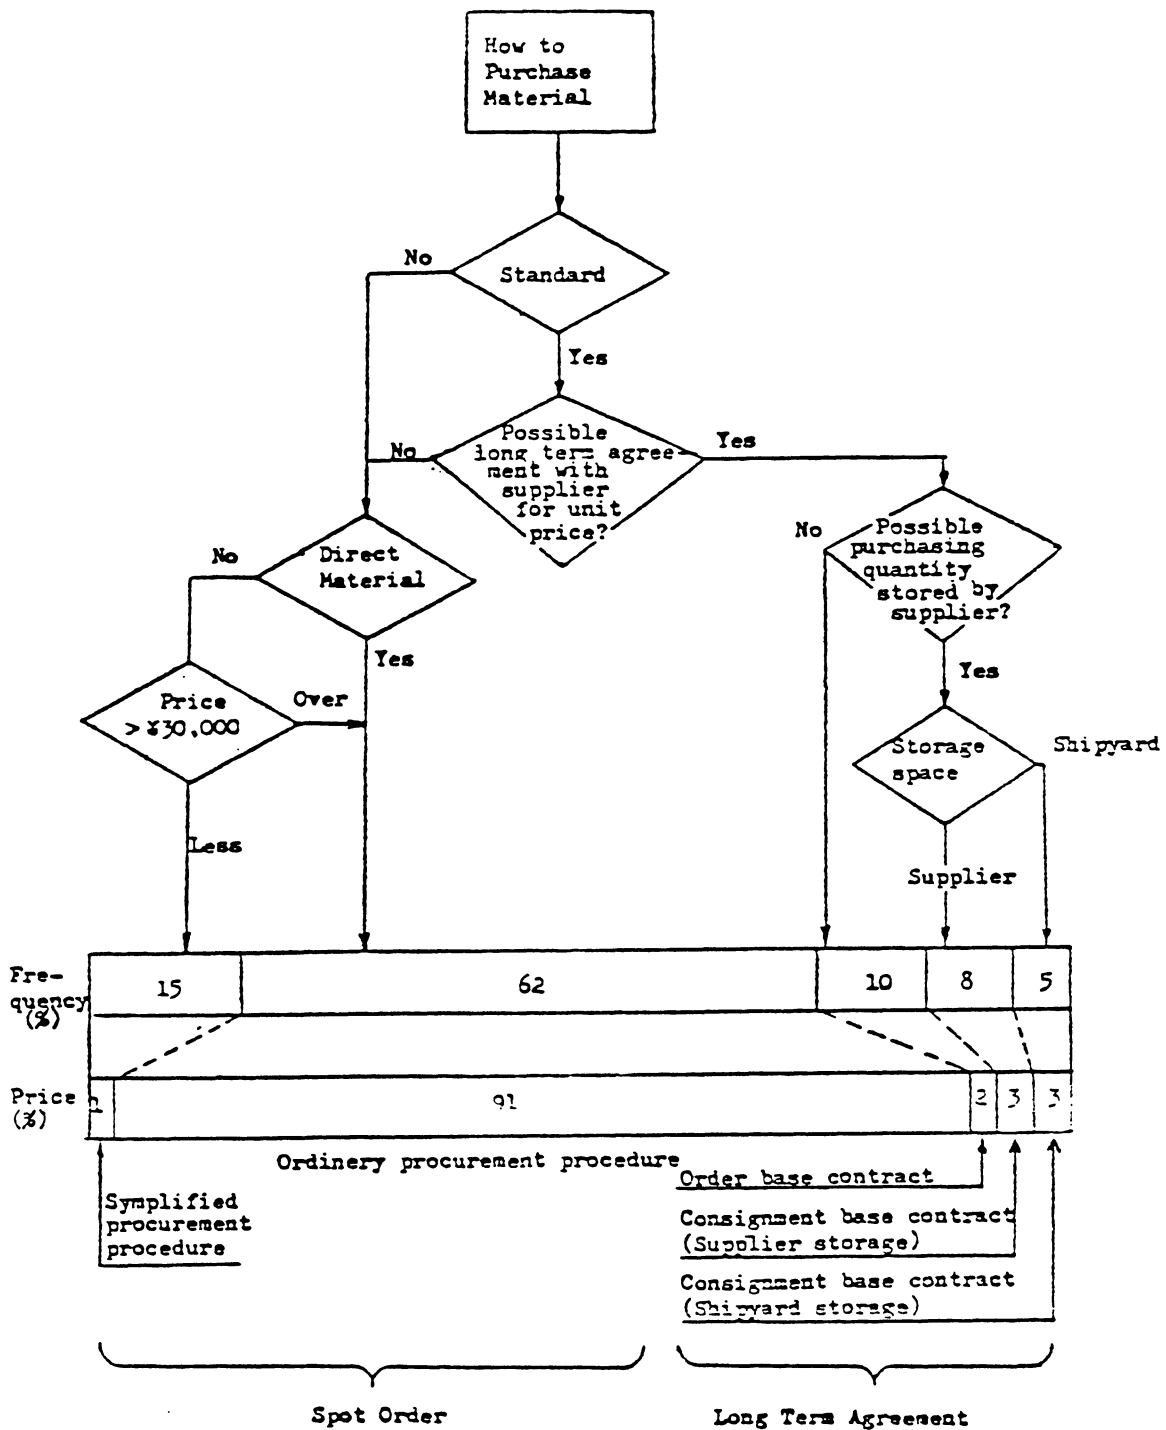 How to
Purchase
Material
No
Standard
Yes
Possible
long term agree-
ment with
supplier
for unit
price?
No
Yes
Direct
Material
No
Yes
Possible
purchasing
quantity
stored by
supplier?
No
Yes
Price
> ¥30,000
Over
Less
Storage
space
Shipyard
Supplier
Fre-
quency
(%)
15
62
10
8
5
Price
(%)
91
2
3
3
Ordinery procurement procedure
Symplified
procurement
procedure
Order base contract
Consignment base contract
(Supplier storage)
Consignment base contract
(Shipyard storage)
Spot Order
Long Term Agreement